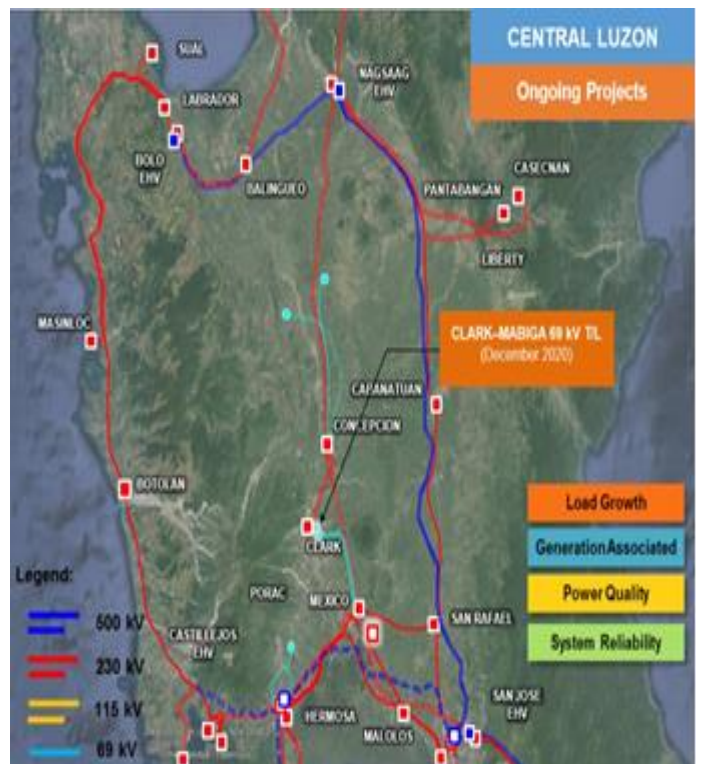 CENTRAL LUZON
Ongoing Projects
SUAL
NAGSAAG
EHV
LABRADOR
BOLO
EHV
BALINGUEO
CASECNAN
PANTABANGAN
LIBERTY
MASINLOC
CLARK-MABIGA 69 kV T/L
(December 2020)
CABANATUAN
CONCEPCION
BOTOLAN
Load Growth
CLARK
Generation Associated
Legend:
PORAC
Power Quality
MEXICO
500 kV
SAN RAFAEL
CASTILLEJOS
EHV
System Reliability
230 kV
SAN JOSE
EHV
115 kV
HERMOSA
MALOLOS
69 kV